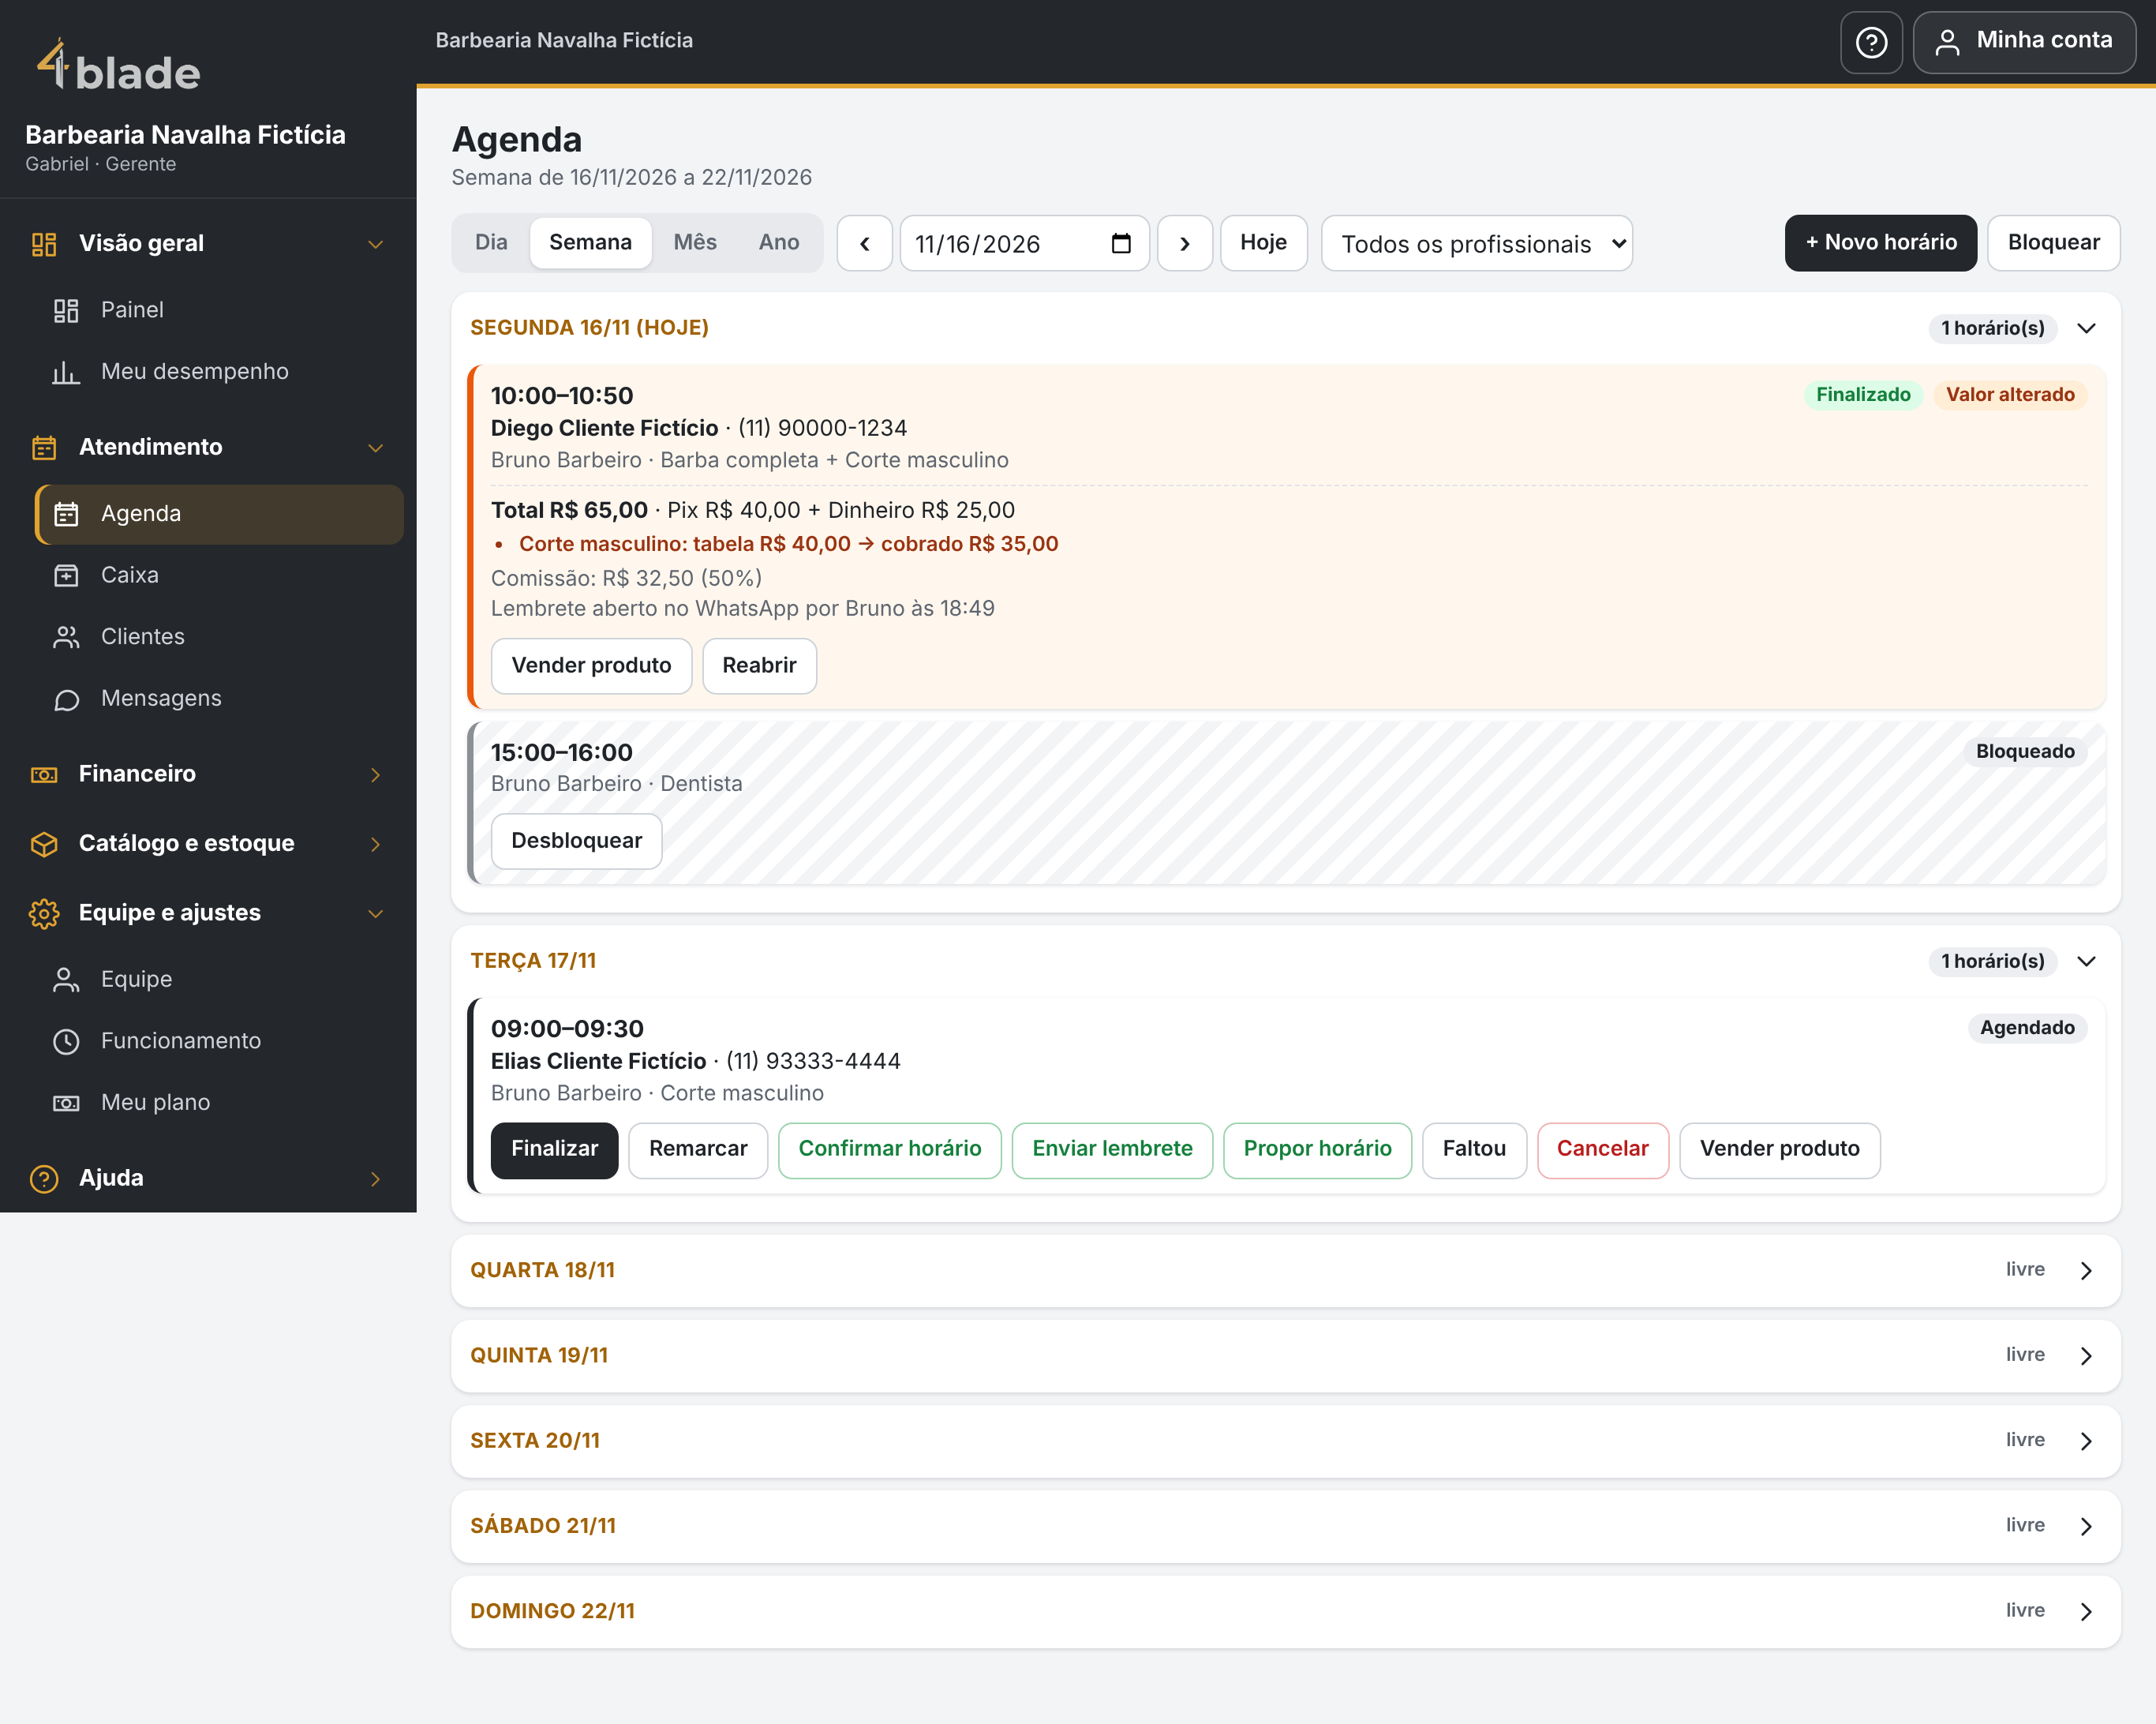 4blade
Barbearia Navalha Fictícia
Gabriel · Gerente
Visão geral
Painel
Meu desempenho
Atendimento
Agenda
Caixa
Clientes
Mensagens
Financeiro
Catálogo e estoque
Equipe e ajustes
Equipe
Funcionamento
Meu plano
Ajuda
Barbearia Navalha Fictícia
Minha conta
Agenda
Semana de 16/11/2026 a 22/11/2026
Dia Semana Mês Ano ‹ 11/16/2026 › Hoje Todos os profissionais + Novo horário Bloquear
SEGUNDA 16/11 (HOJE) 1 horário(s)
10:00–10:50 Finalizado Valor alterado
Diego Cliente Fictício · (11) 90000-1234
Bruno Barbeiro · Barba completa + Corte masculino
Total R$ 65,00 · Pix R$ 40,00 + Dinheiro R$ 25,00
• Corte masculino: tabela R$ 40,00 → cobrado R$ 35,00
Comissão: R$ 32,50 (50%)
Lembrete aberto no WhatsApp por Bruno às 18:49
Vender produto Reabrir
15:00–16:00 Bloqueado
Bruno Barbeiro · Dentista
Desbloquear
TERÇA 17/11 1 horário(s)
09:00–09:30 Agendado
Elias Cliente Fictício · (11) 93333-4444
Bruno Barbeiro · Corte masculino
Finalizar Remarcar Confirmar horário Enviar lembrete Propor horário Faltou Cancelar Vender produto
QUARTA 18/11 livre
QUINTA 19/11 livre
SEXTA 20/11 livre
SÁBADO 21/11 livre
DOMINGO 22/11 livre